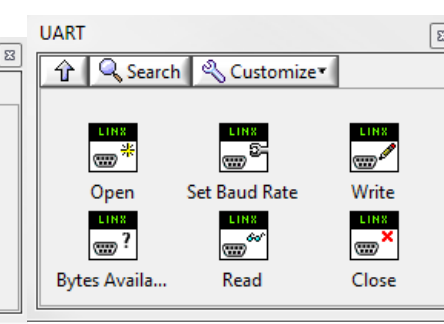 UART
Search Customize
LINX LINX LINX
Open Set Baud Rate Write
LINX LINX LINX
?
Bytes Availa... Read Close